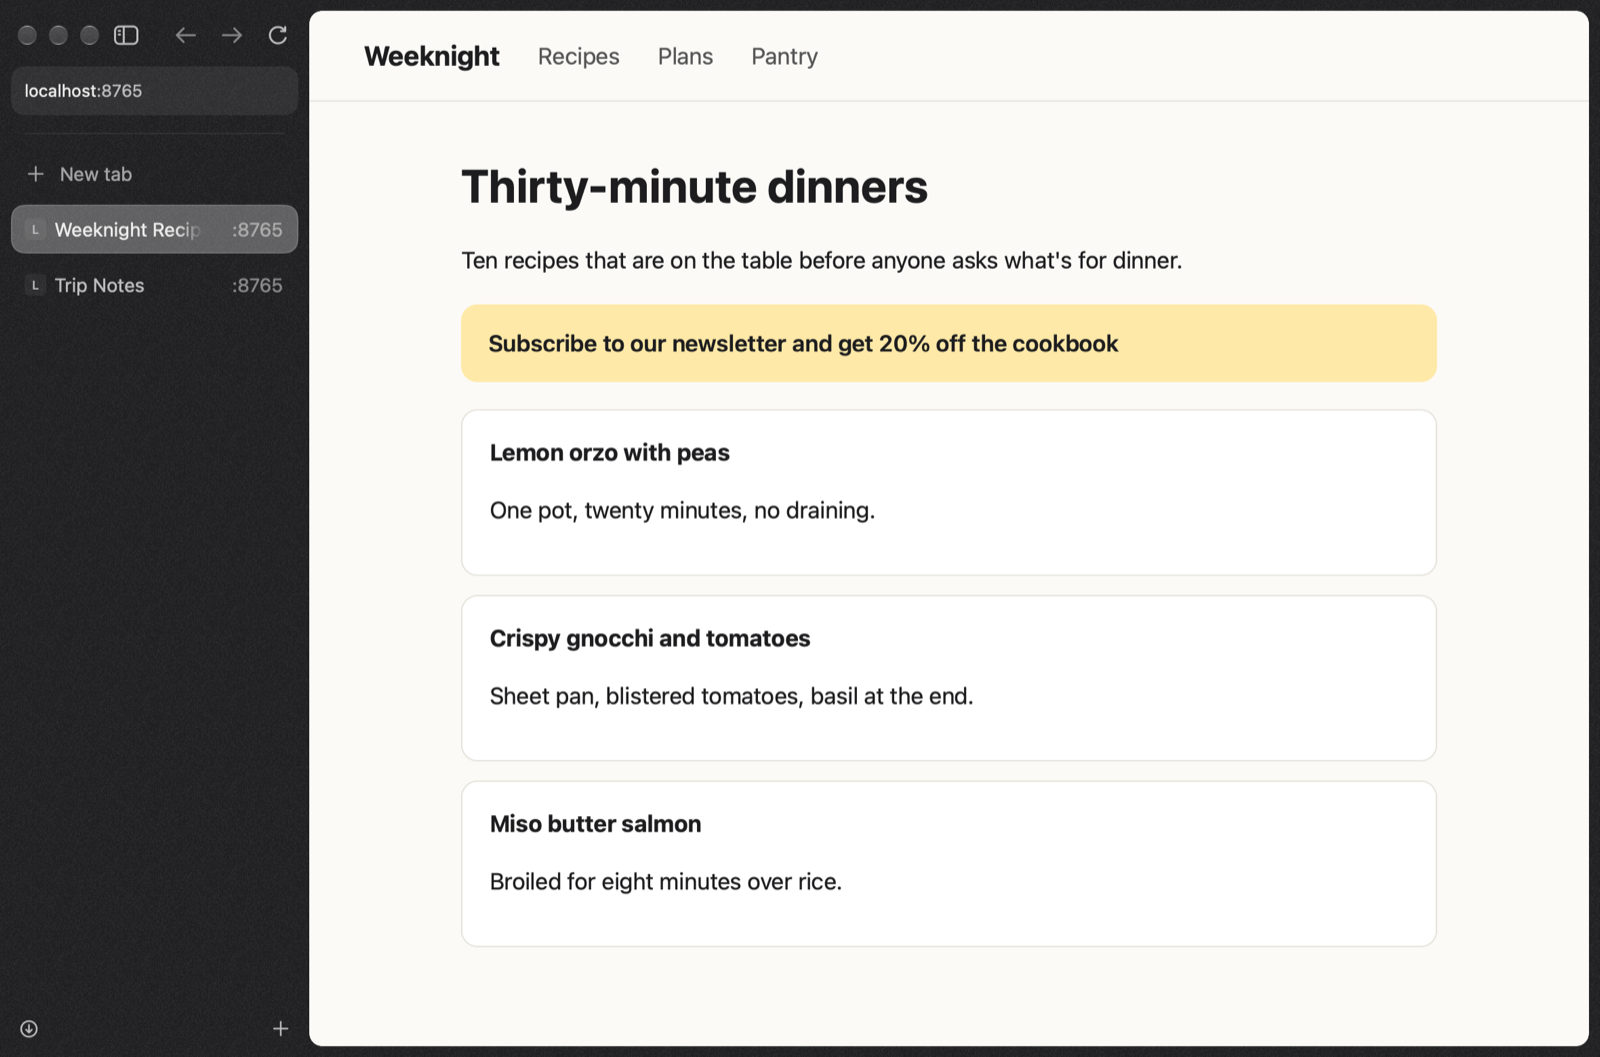 localhost:8765
New tab
L Weeknight Recip :8765
L Trip Notes :8765
Weeknight Recipes Plans Pantry
Thirty-minute dinners
Ten recipes that are on the table before anyone asks what's for dinner.
Subscribe to our newsletter and get 20% off the cookbook
Lemon orzo with peas
One pot, twenty minutes, no draining.
Crispy gnocchi and tomatoes
Sheet pan, blistered tomatoes, basil at the end.
Miso butter salmon
Broiled for eight minutes over rice.